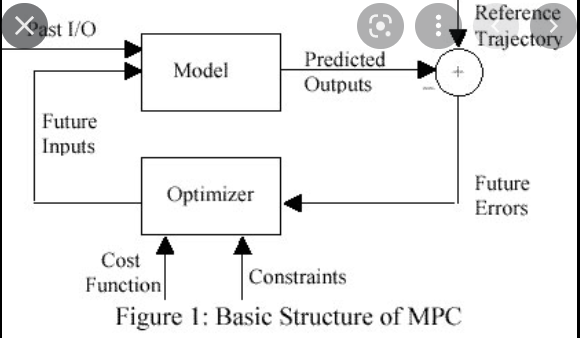 Past I/O
Reference
Trajectory
Model
Predicted
Outputs
+
−
Future
Inputs
Optimizer
Future
Errors
Cost
Function
Constraints
Figure 1: Basic Structure of MPC